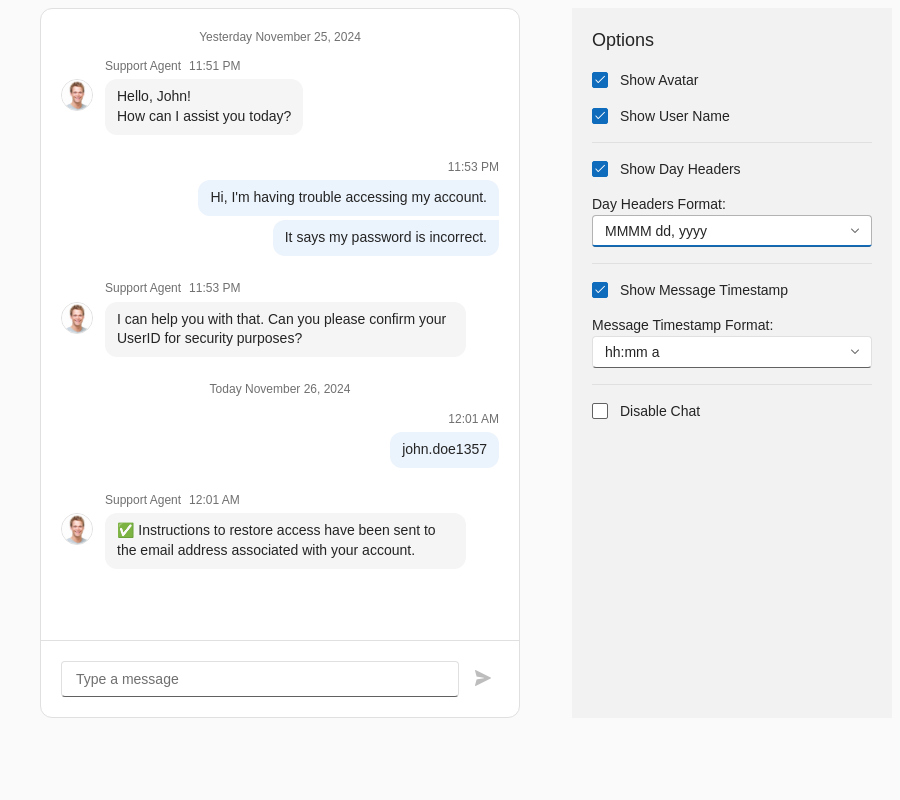 Yesterday November 25, 2024
Support Agent 11:51 PM
Hello, John!
How can I assist you today?
11:53 PM
Hi, I'm having trouble accessing my account.
It says my password is incorrect.
Support Agent 11:53 PM
I can help you with that. Can you please confirm your
UserID for security purposes?
Today November 26, 2024
12:01 AM
john.doe1357
Support Agent 12:01 AM
✅ Instructions to restore access have been sent to
the email address associated with your account.
Type a message
Options
Show Avatar
Show User Name
Show Day Headers
Day Headers Format:
MMMM dd, yyyy
Show Message Timestamp
Message Timestamp Format:
hh:mm a
Disable Chat